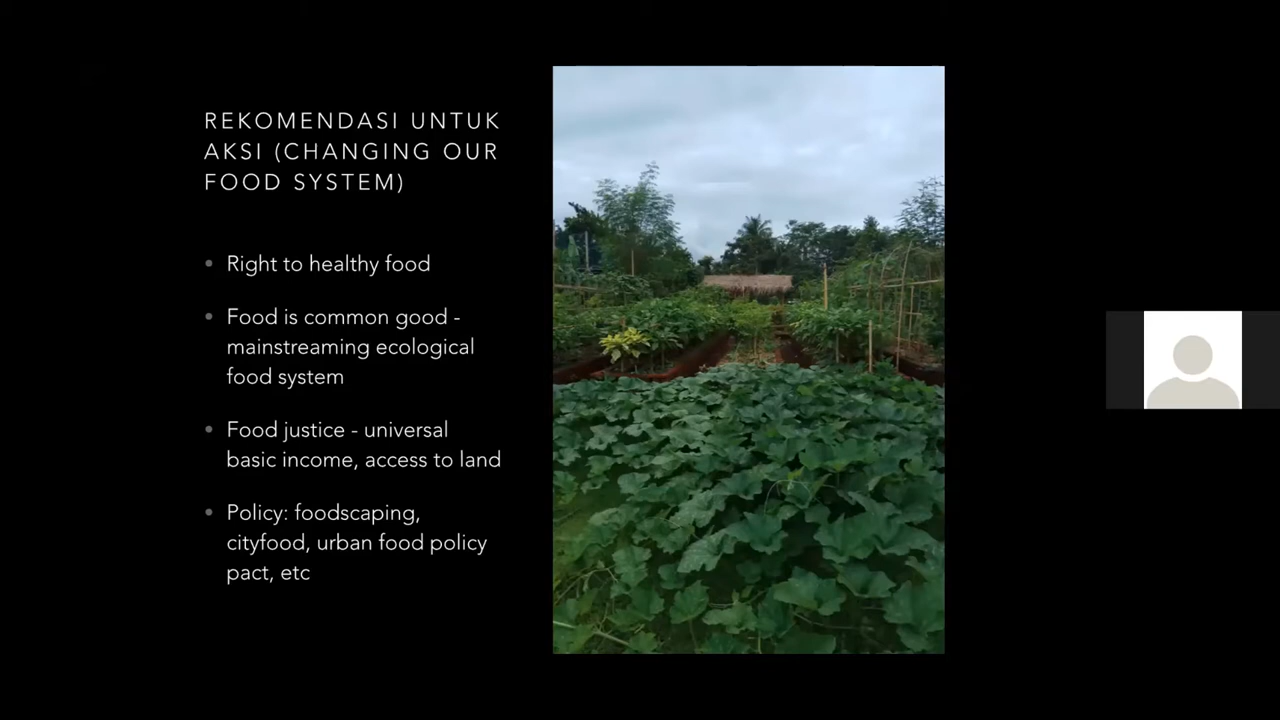 REKOMENDASI UNTUK
AKSI (CHANGING OUR
FOOD SYSTEM)
• Right to healthy food
• Food is common good -
mainstreaming ecological
food system
• Food justice - universal
basic income, access to land
• Policy: foodscaping,
cityfood, urban food policy
pact, etc